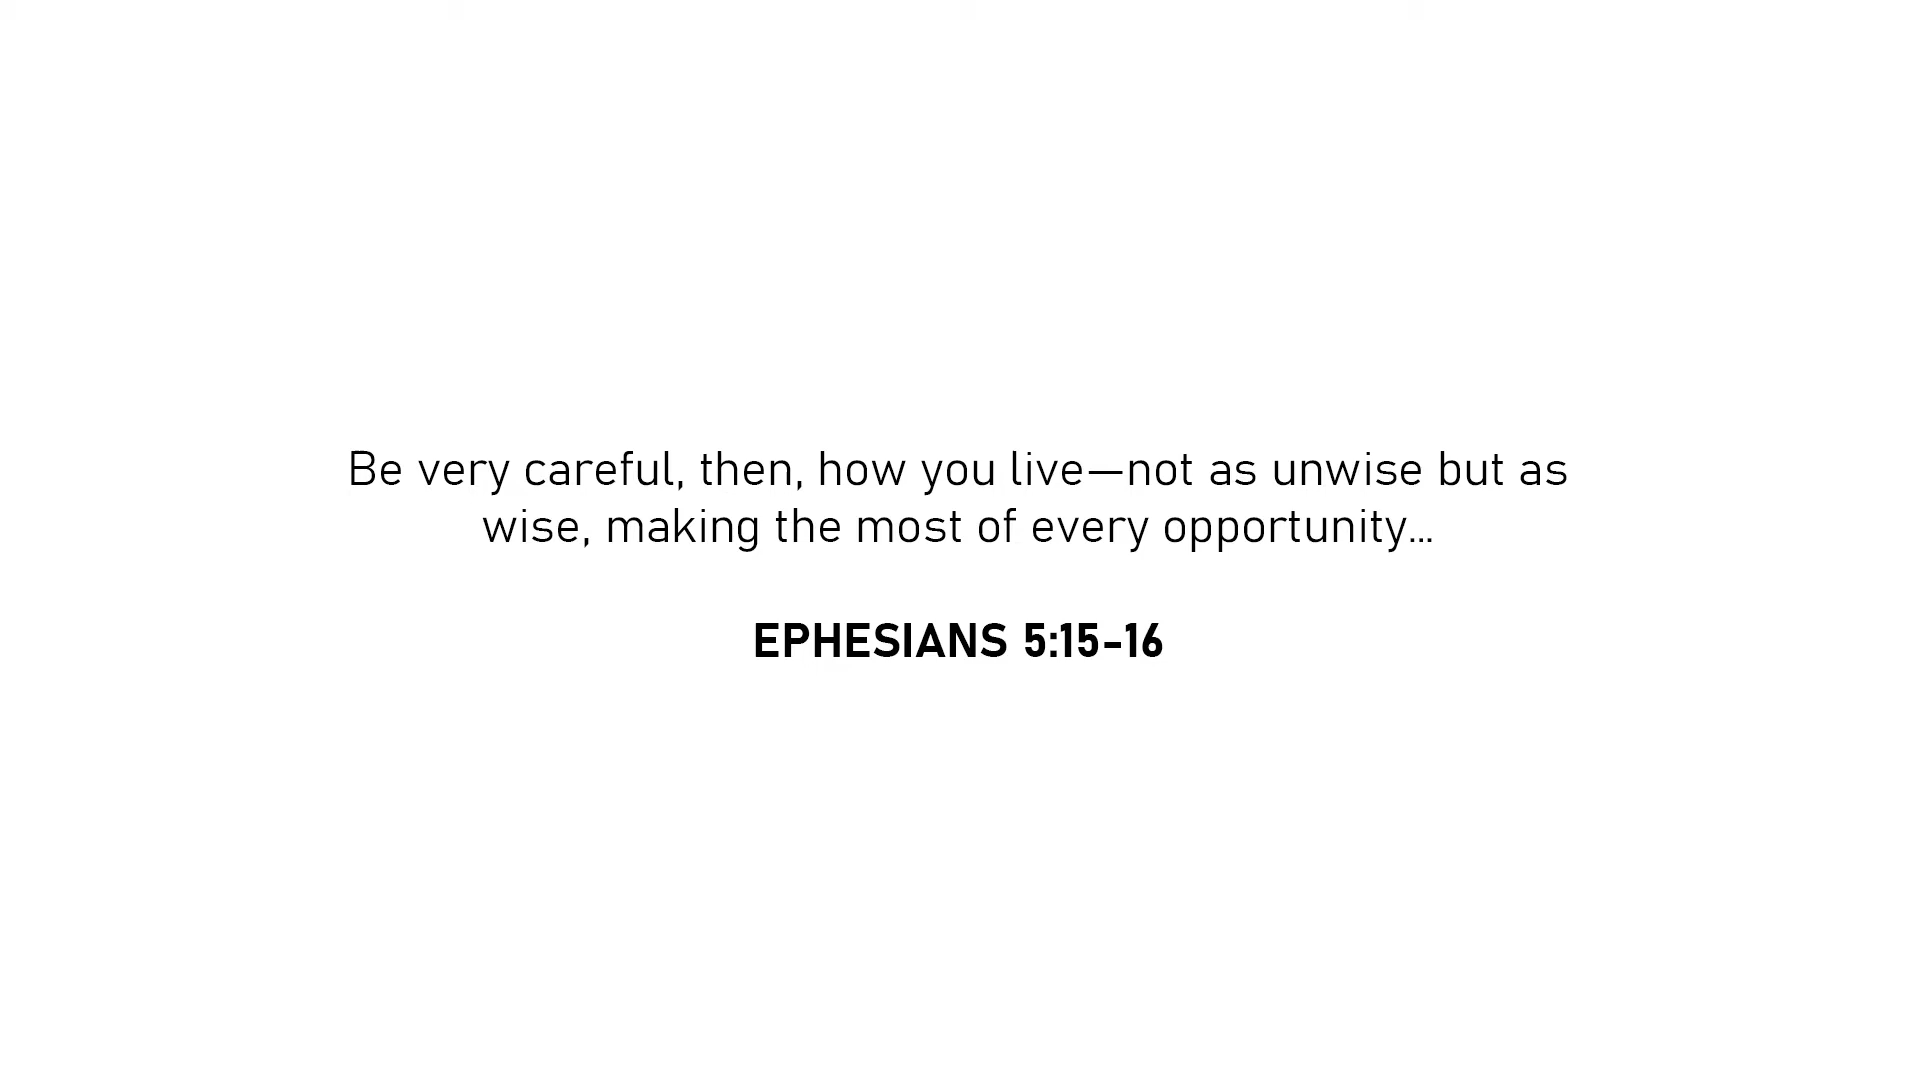 Be very careful, then, how you live—not as unwise but as
wise, making the most of every opportunity…
EPHESIANS 5:15-16